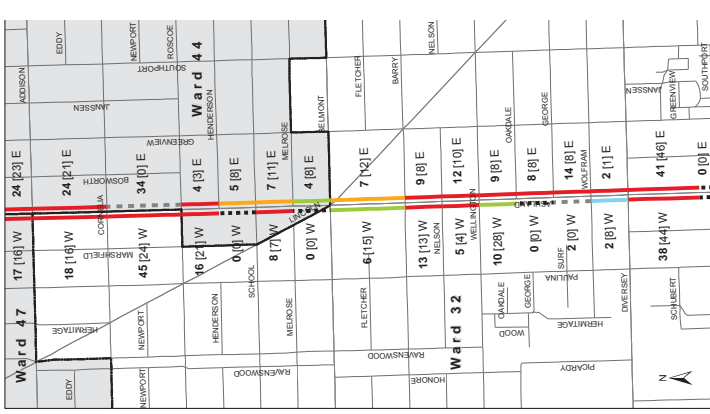 EDDY
NEWPORT
ROSCOE
Ward 44
NELSON
SOUTHPORT
ADDISON
FLETCHER
BARRY
SOUTHPORT
JANSSEN
HENDERSON
BELMONT
OAKDALE
GEORGE
JANSSEN
GREENVIEW
GREENVIEW
MELROSE
24 [23] E
24 [21] E
34 [0] E
4 [3] E
5 [8] E
7 [11] E
4 [8] E
7 [12] E
9 [8] E
12 [10] E
9 [8] E
8 [8] E
14 [8] E
2 [1] E
41 [46] E
0 [0] E
WOLFRAM
BOSWORTH
CORNELIA
LINCOLN
ASHLAND
17 [16] W
18 [16] W
45 [24] W
16 [21] W
0 [0] W
8 [7] W
0 [0] W
6 [15] W
13 [13] W
5 [4] W
10 [28] W
0 [0] W
2 [0] W
2 [8] W
38 [44] W
NELSON
WELLINGTON
MARSHFIELD
SURF
SCHOOL
PAULINA
Ward 47
HERMITAGE
NEWPORT
HENDERSON
MELROSE
FLETCHER
Ward 32
OAKDALE
GEORGE
DIVERSEY
SCHUBERT
WOOD
HERMITAGE
RAVENSWOOD
RAVENSWOOD
EDDY
NEWPORT
HONORE
PICARDY
N